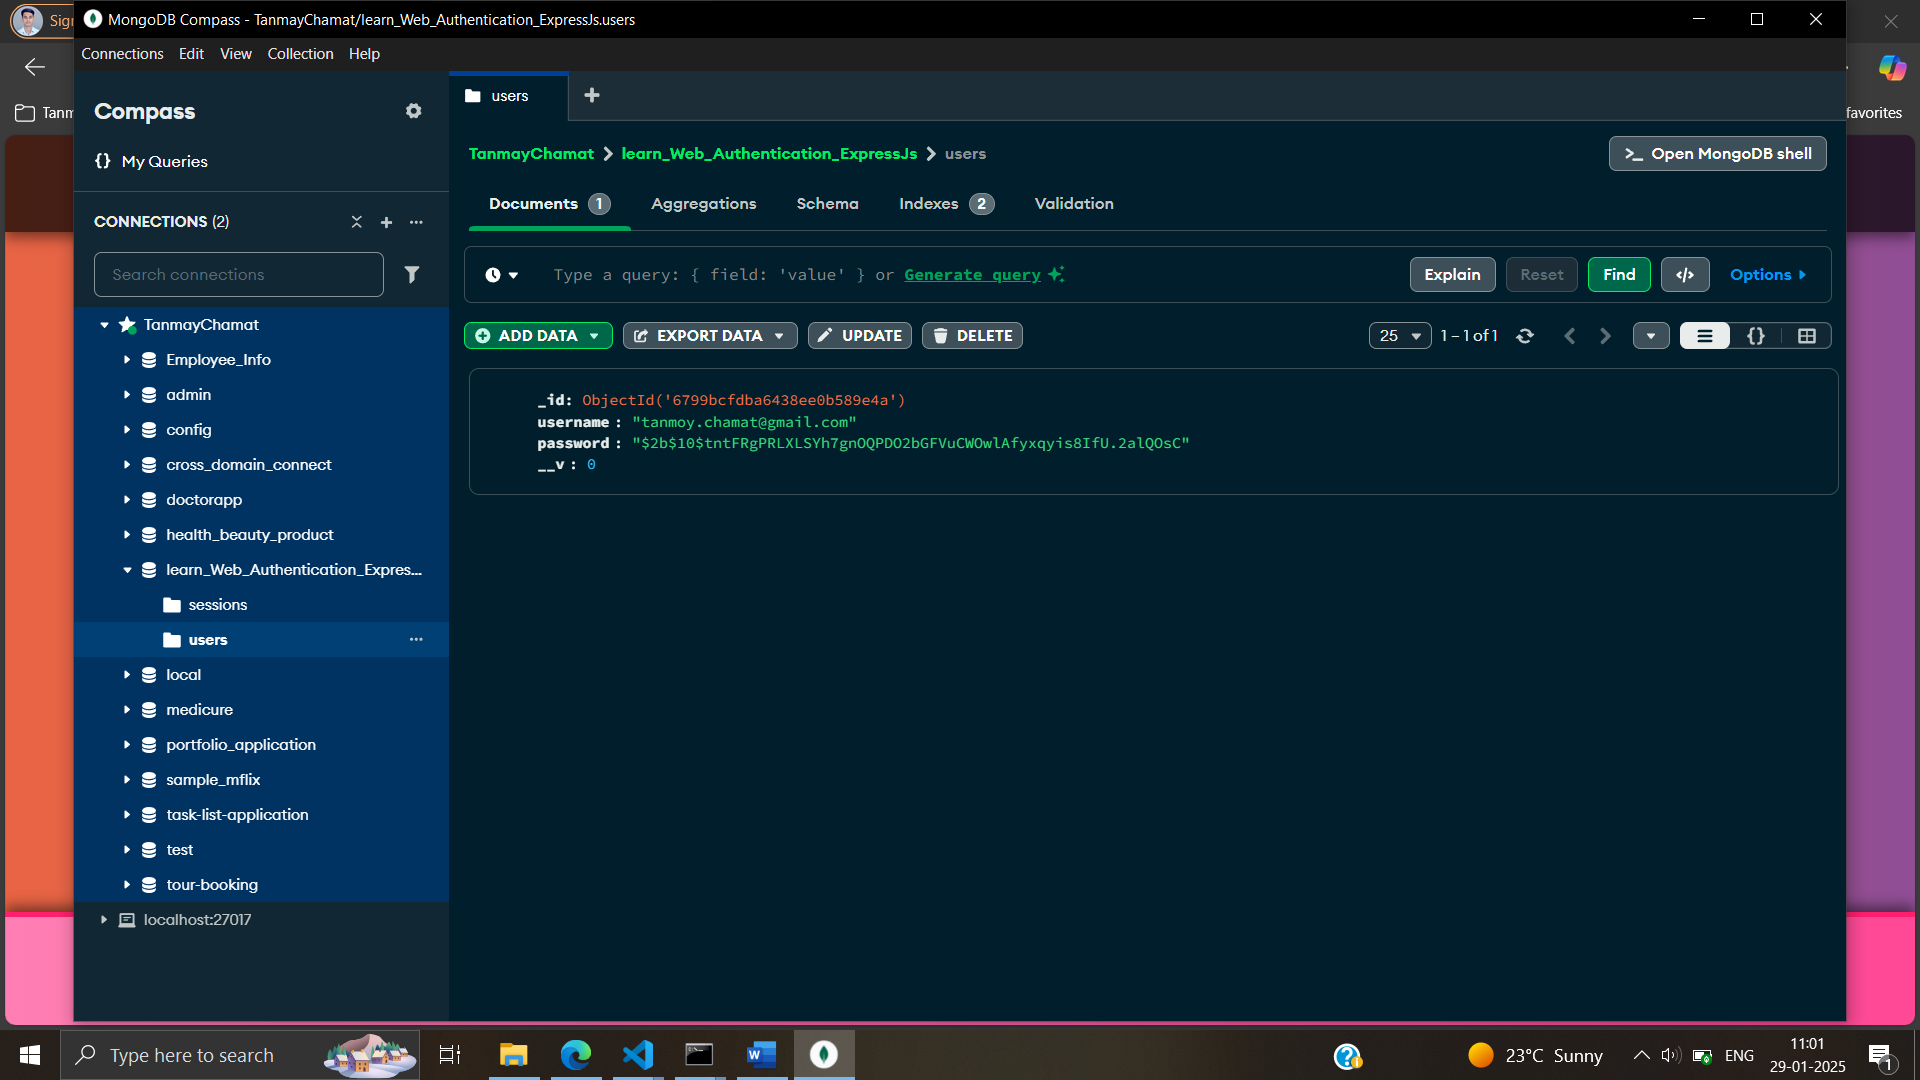 Sig
MongoDB Compass - TanmayChamat/learn_Web_Authentication_ExpressJs.users
Connections Edit View Collection Help
Tanm
favorites
Compass
{} My Queries
CONNECTIONS (2)
Search connections
TanmayChamat
Employee_Info
admin
config
cross_domain_connect
doctorapp
health_beauty_product
learn_Web_Authentication_Expres...
sessions
users
local
medicure
portfolio_application
sample_mflix
task-list-application
test
tour-booking
localhost:27017
users
TanmayChamat > learn_Web_Authentication_ExpressJs > users
>_ Open MongoDB shell
Documents 1 Aggregations Schema Indexes 2 Validation
Type a query: { field: 'value' } or Generate query
Explain Reset Find </> Options
ADD DATA EXPORT DATA UPDATE DELETE
25 1 – 1 of 1 {}
_id: ObjectId('6799bcfdba6438ee0b589e4a')
username : "tanmoy.chamat@gmail.com"
password : "$2b$10$tntFRgPRLXLSYh7gnOQPDO2bGFVuCWOwlAfyxqyis8IfU.2alQOsC"
__v : 0
Type here to search
23°C Sunny
ENG
11:01
29-01-2025
1